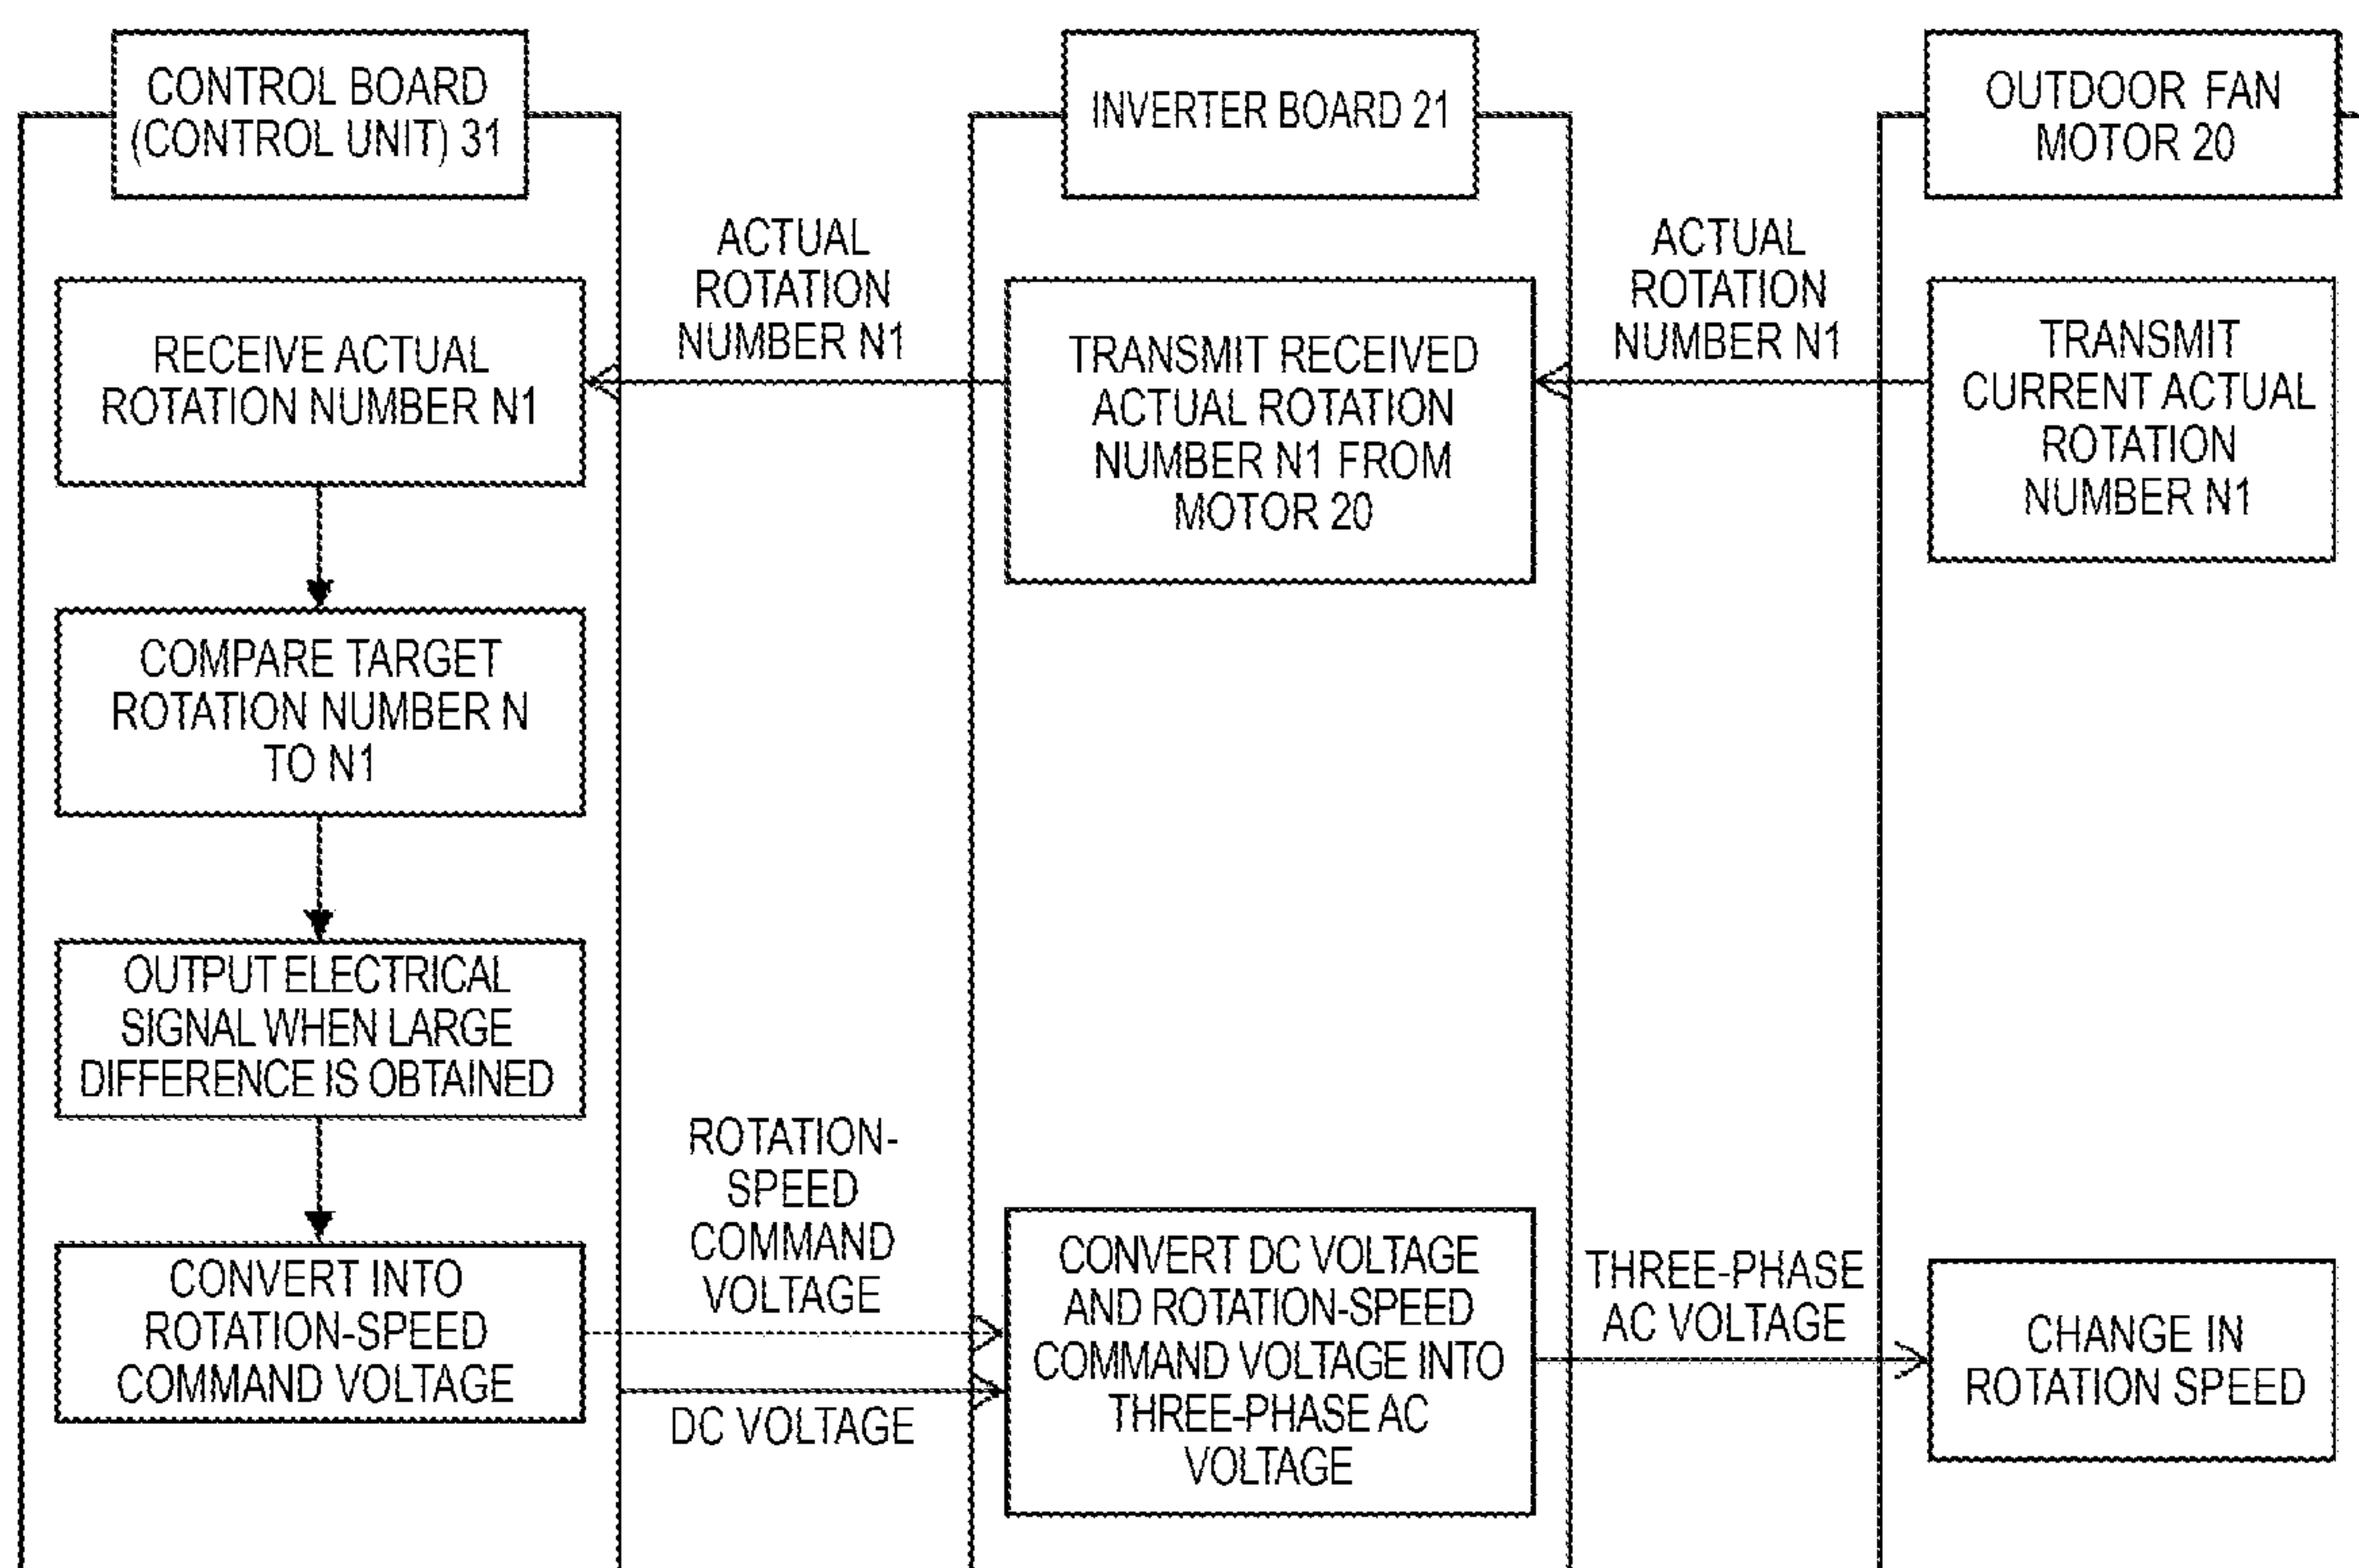 CONTROL BOARD
(CONTROL UNIT) 31
INVERTER BOARD 21
OUTDOOR FAN
MOTOR 20
RECEIVE ACTUAL
ROTATION NUMBER N1
ACTUAL
ROTATION
NUMBER N1
TRANSMIT RECEIVED
ACTUAL ROTATION
NUMBER N1 FROM
MOTOR 20
ACTUAL
ROTATION
NUMBER N1
TRANSMIT
CURRENT ACTUAL
ROTATION
NUMBER N1
COMPARE TARGET
ROTATION NUMBER N
TO N1
OUTPUT ELECTRICAL
SIGNAL WHEN LARGE
DIFFERENCE IS OBTAINED
CONVERT INTO
ROTATION-SPEED
COMMAND VOLTAGE
ROTATION-
SPEED
COMMAND
VOLTAGE
DC VOLTAGE
CONVERT DC VOLTAGE
AND ROTATION-SPEED
COMMAND VOLTAGE INTO
THREE-PHASE AC
VOLTAGE
THREE-PHASE
AC VOLTAGE
CHANGE IN
ROTATION SPEED